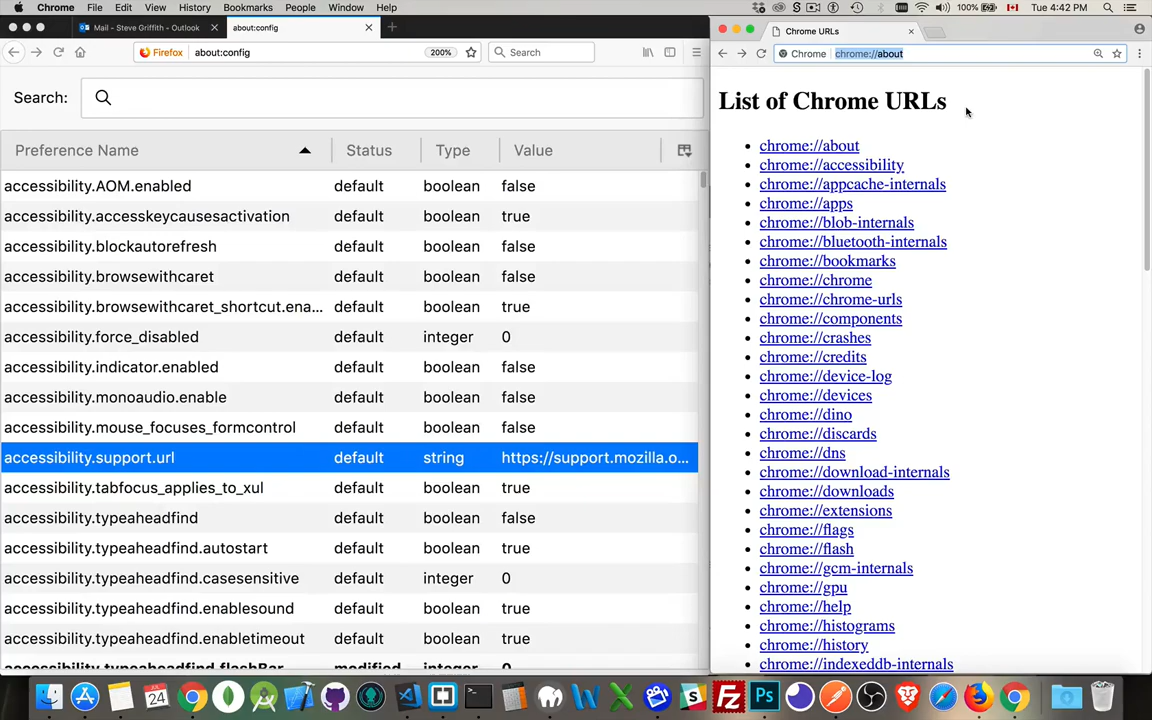 Chrome File Edit View History Bookmarks People Window Help 100% Tue 4:42 PM
Mail - Steve Griffith - Outlook
about:config
Firefox about:config 200% Search
Search:
Preference Name Status Type Value
accessibility.AOM.enabled default boolean false
accessibility.accesskeycausesactivation default boolean true
accessibility.blockautorefresh default boolean false
accessibility.browsewithcaret default boolean false
accessibility.browsewithcaret_shortcut.ena... default boolean true
accessibility.force_disabled default integer 0
accessibility.indicator.enabled default boolean false
accessibility.monoaudio.enable default boolean false
accessibility.mouse_focuses_formcontrol default boolean false
accessibility.support.url default string https://support.mozilla.o...
accessibility.tabfocus_applies_to_xul default boolean true
accessibility.typeaheadfind default boolean false
accessibility.typeaheadfind.autostart default boolean true
accessibility.typeaheadfind.casesensitive default integer 0
accessibility.typeaheadfind.enablesound default boolean true
accessibility.typeaheadfind.enabletimeout default boolean true
accessibility.typeaheadfind.flashBar modified integer 0
Chrome URLs
Chrome chrome://about
List of Chrome URLs
chrome://about
chrome://accessibility
chrome://appcache-internals
chrome://apps
chrome://blob-internals
chrome://bluetooth-internals
chrome://bookmarks
chrome://chrome
chrome://chrome-urls
chrome://components
chrome://crashes
chrome://credits
chrome://device-log
chrome://devices
chrome://dino
chrome://discards
chrome://dns
chrome://download-internals
chrome://downloads
chrome://extensions
chrome://flags
chrome://flash
chrome://gcm-internals
chrome://gpu
chrome://help
chrome://histograms
chrome://history
chrome://indexeddb-internals
JUL
24
Fz
Ps